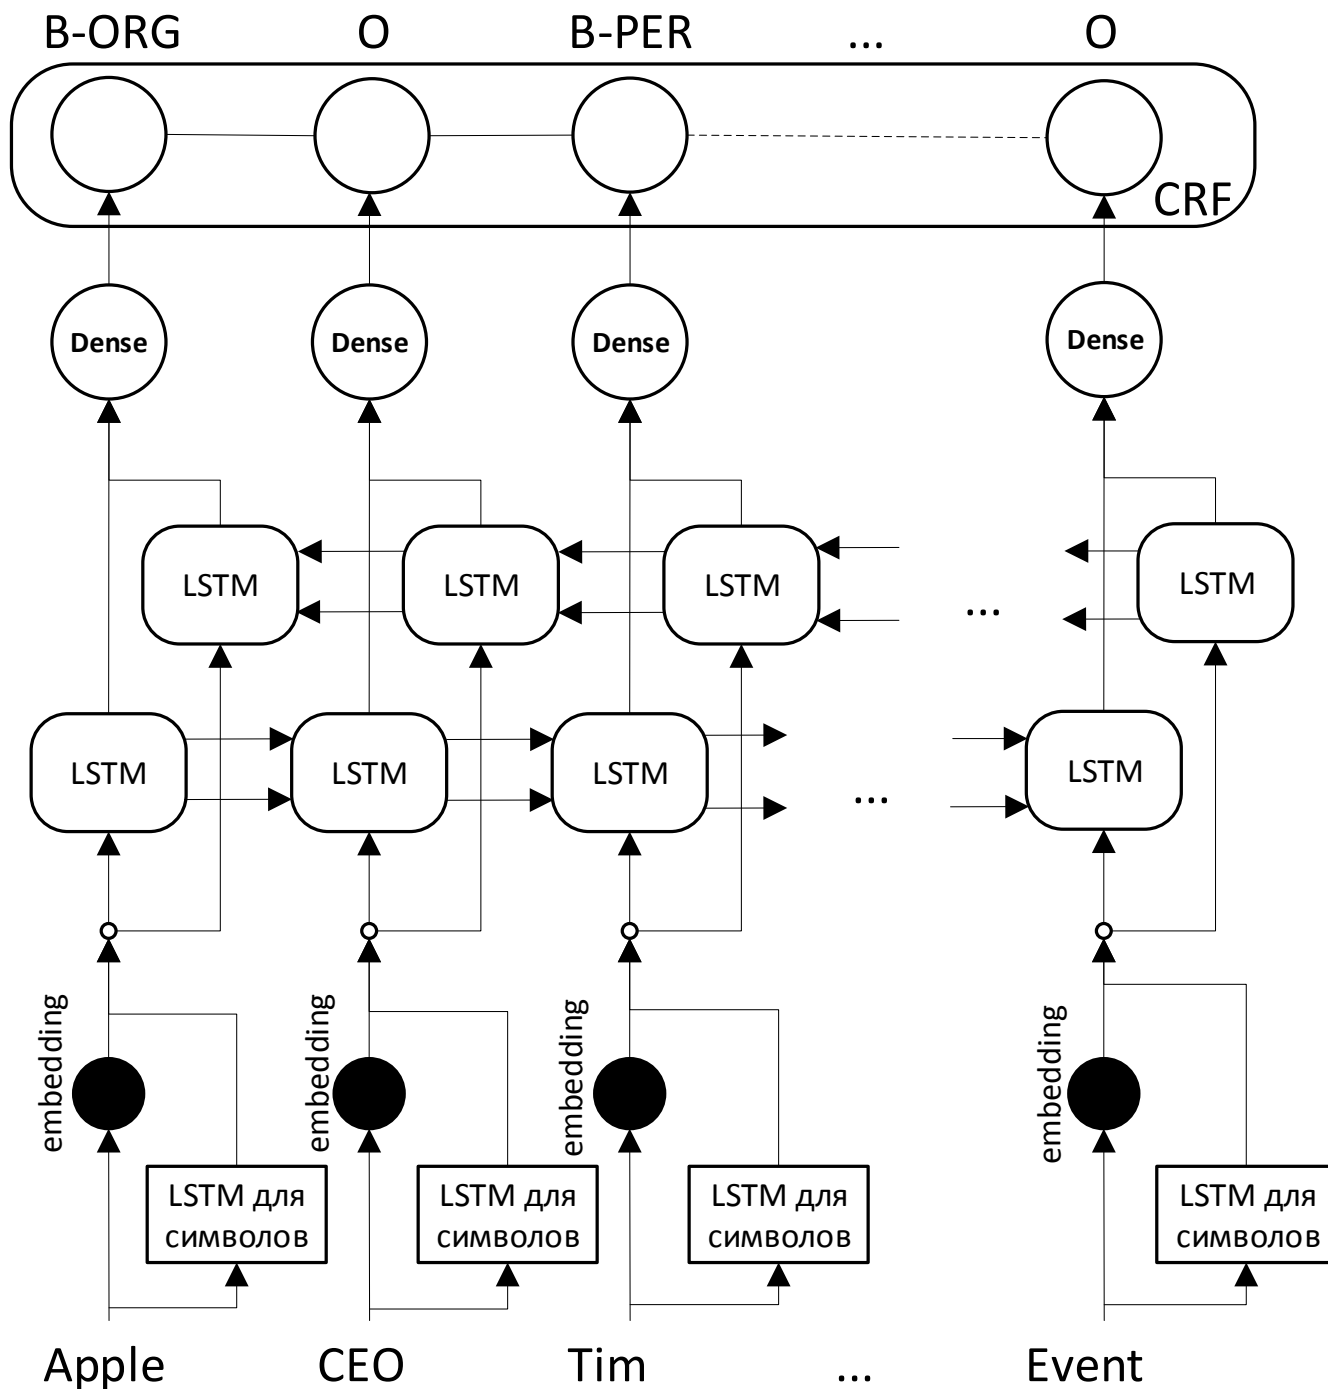 B-ORG O B-PER ... O
CRF
Dense Dense Dense Dense
LSTM LSTM LSTM LSTM
...
LSTM LSTM LSTM LSTM
...
embedding embedding embedding embedding
LSTM для LSTM для LSTM для LSTM для
символов символов символов символов
Apple CEO Tim ... Event